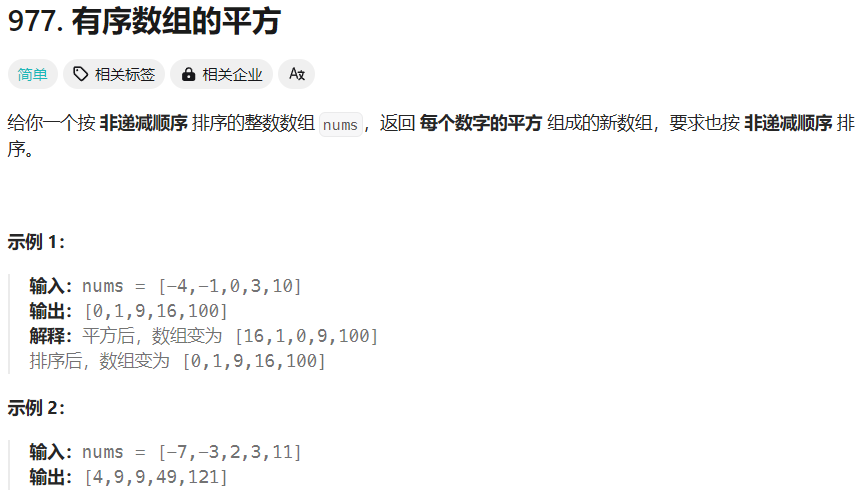 977. 有序数组的平方
简单 相关标签 相关企业 Aあ
给你一个按 非递减顺序 排序的整数数组 nums，返回 每个数字的平方 组成的新数组，要求也按 非递减顺序 排
序。
示例 1：
输入：nums = [-4,-1,0,3,10]
输出：[0,1,9,16,100]
解释：平方后，数组变为 [16,1,0,9,100]
排序后，数组变为 [0,1,9,16,100]
示例 2：
输入：nums = [-7,-3,2,3,11]
输出：[4,9,9,49,121]